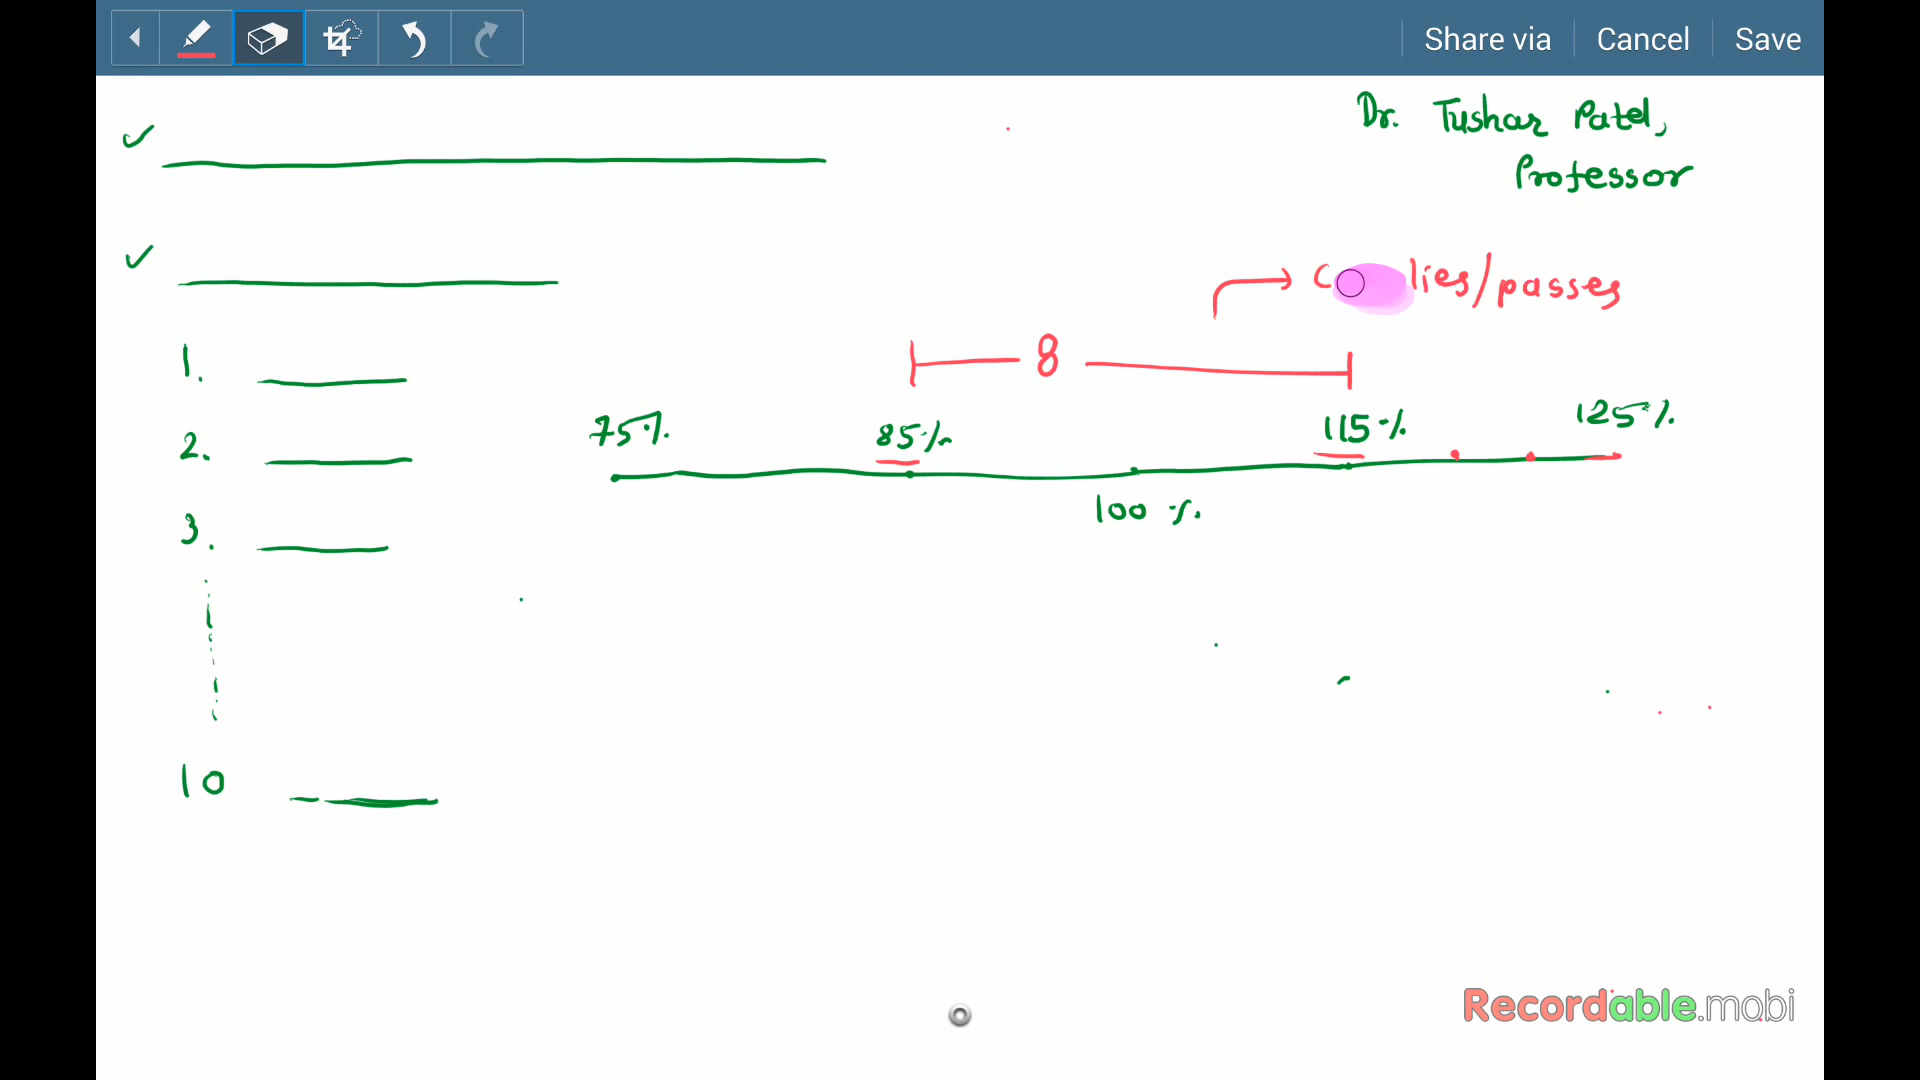 Share via Cancel Save
Dr. Tushar Patel,
Professor
lies/passes
8
1.
75% 85% 115% 125%
2.
100 %
3.
10
Recordable.mobi